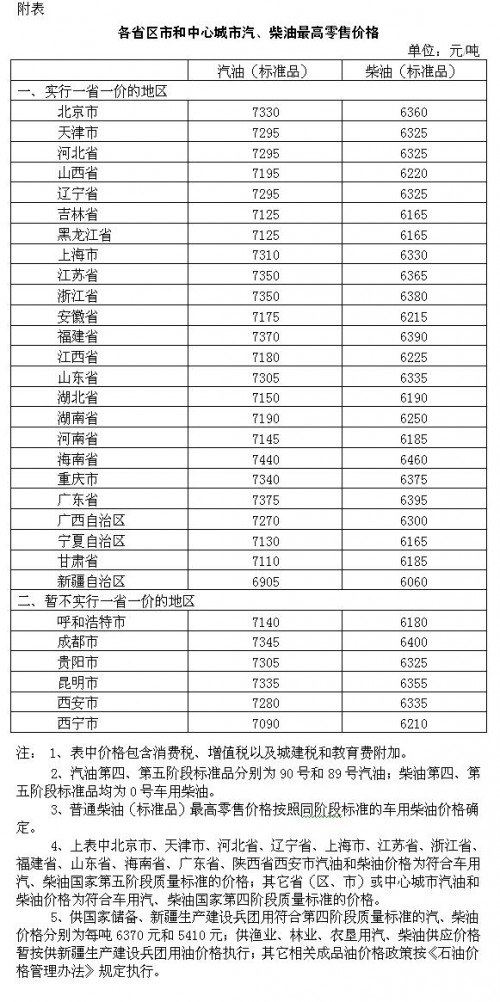 附表
各省区市和中心城市汽、柴油最高零售价格
单位：元/吨
汽油（标准品） 柴油（标准品）
一、实行一省一价的地区
北京市 7330 6360
天津市 7295 6325
河北省 7295 6325
山西省 7195 6220
辽宁省 7295 6325
吉林省 7125 6165
黑龙江省 7125 6165
上海市 7310 6330
江苏省 7350 6365
浙江省 7350 6380
安徽省 7175 6215
福建省 7370 6390
江西省 7180 6225
山东省 7305 6335
湖北省 7150 6190
湖南省 7190 6250
河南省 7145 6185
海南省 7440 6460
重庆市 7340 6375
广东省 7375 6395
广西自治区 7270 6300
宁夏自治区 7130 6165
甘肃省 7110 6185
新疆自治区 6905 6060
二、暂不实行一省一价的地区
呼和浩特市 7140 6180
成都市 7345 6400
贵阳市 7305 6325
昆明市 7335 6355
西安市 7280 6335
西宁市 7090 6210
注： 1、表中价格包含消费税、增值税以及城建税和教育费附加。
2、汽油第四、第五阶段标准品分别为90号和89号汽油；柴油第四、第
五阶段标准品均为0号车用柴油。
3、普通柴油（标准品）最高零售价格按照同阶段标准的车用柴油价格确
定。
4、上表中北京市、天津市、河北省、辽宁省、上海市、江苏省、浙江省、
福建省、山东省、海南省、广东省、陕西省西安市汽油和柴油价格为符合车用
汽、柴油国家第五阶段质量标准的价格；其它省（区、市）或中心城市汽油和
柴油价格为符合车用汽、柴油国家第四阶段质量标准的价格。
5、供国家储备、新疆生产建设兵团用符合第四阶段质量标准的汽、柴油
价格分别为每吨6370元和5410元；供渔业、林业、农垦用汽、柴油供应价格
暂按供新疆生产建设兵团用油价格执行；其它相关成品油价格政策按《石油价
格管理办法》规定执行。